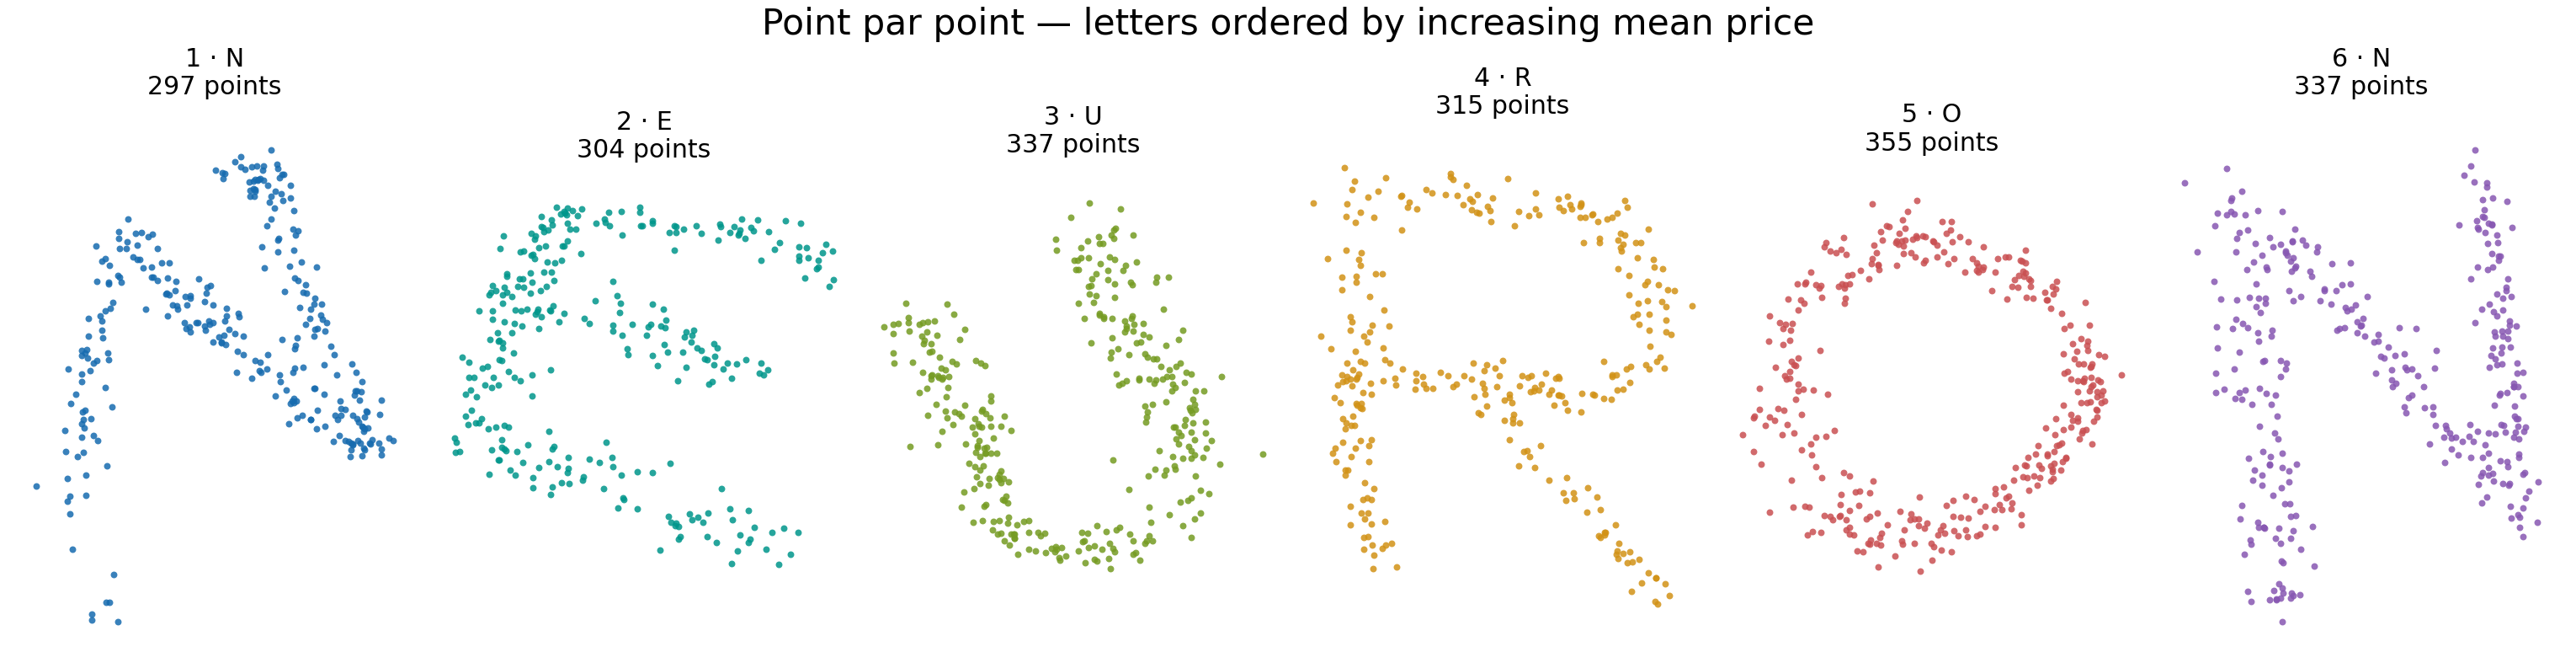 Point par point — letters ordered by increasing mean price
1 · N
297 points
2 · E
304 points
3 · U
337 points
4 · R
315 points
5 · O
355 points
6 · N
337 points
N E U R O N